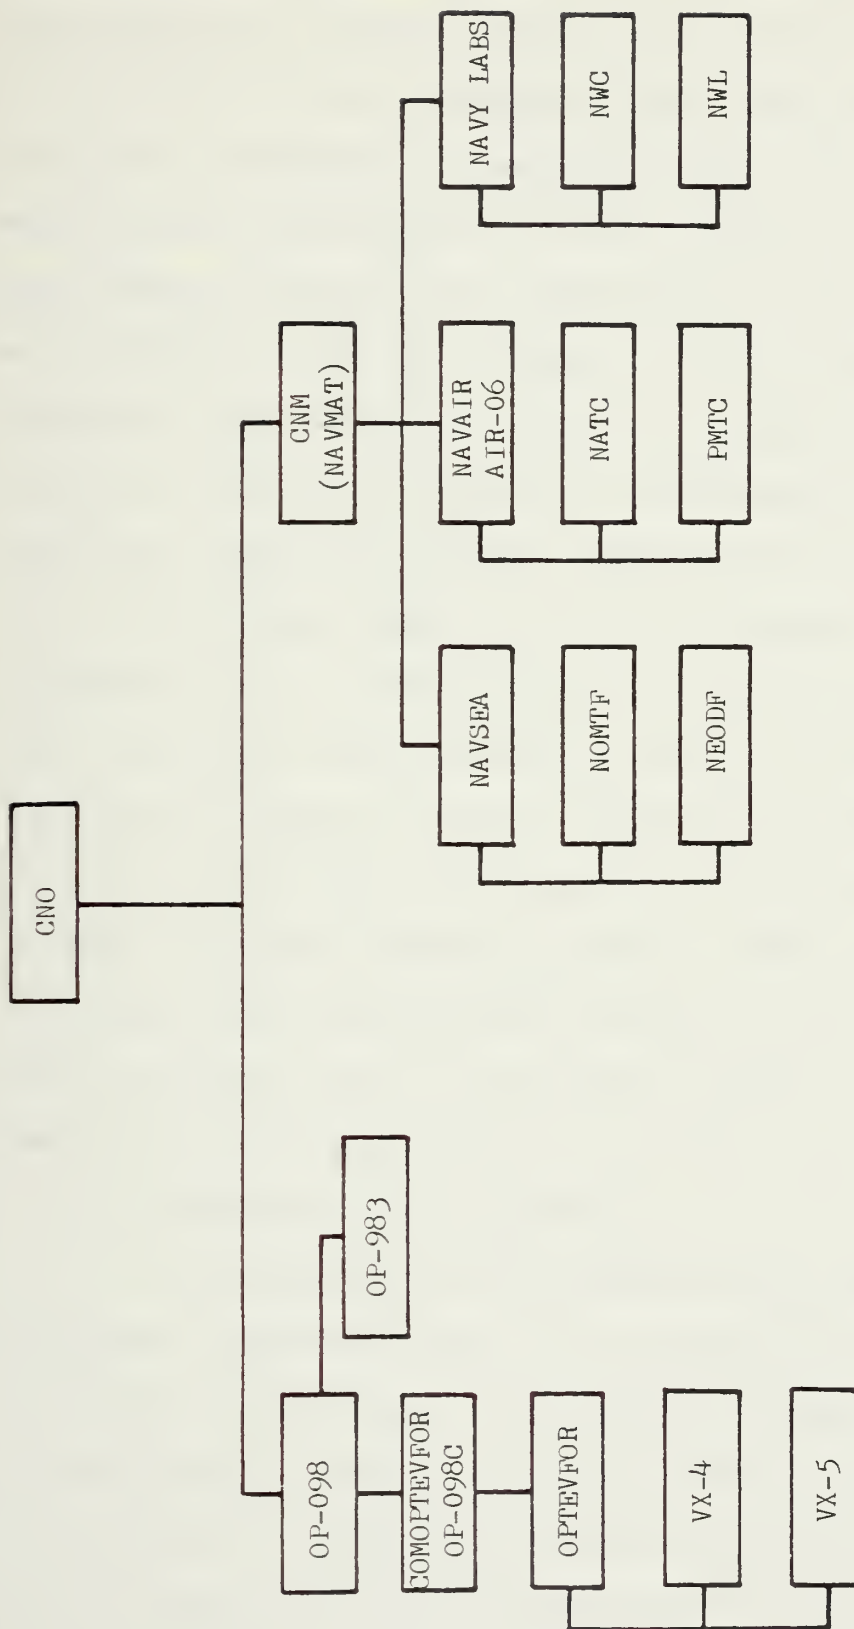 CNO
OP-098
OP-983
COMOPTEVFOR
OP-098C
OPTEVFOR
VX-4
VX-5
CNM
(NAVMAT)
NAVSEA
NOMTF
NEODF
NAVAIR
AIR-06
NATC
PMTC
NAVY LABS
NWC
NWL